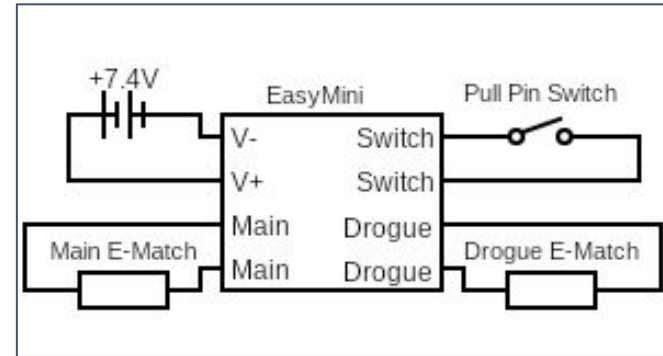 +7.4V
EasyMini
Pull Pin Switch
V-
Switch
V+
Switch
Main
Drogue
Main E-Match
Drogue E-Match
Main
Drogue